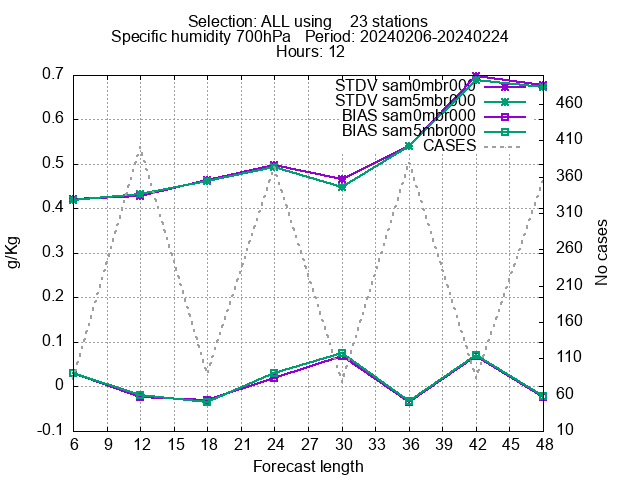 Selection: ALL using 23 stations
Specific humidity 700hPa Period: 20240206-20240224
Hours: 12
0.7
0.6
0.5
0.4
0.3
0.2
0.1
0
-0.1
g/Kg
STDV sam0mbr000
STDV sam5mbr000
BIAS sam0mbr000
BIAS sam5mbr000
CASES
460
410
360
310
260
210
160
110
60
10
No cases
6 9 12 15 18 21 24 27 30 33 36 39 42 45 48
Forecast length